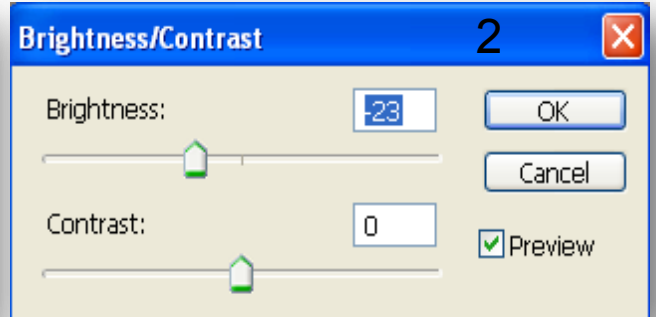 Brightness/Contrast 2
Brightness: -23 OK
Cancel
Contrast: 0
Preview